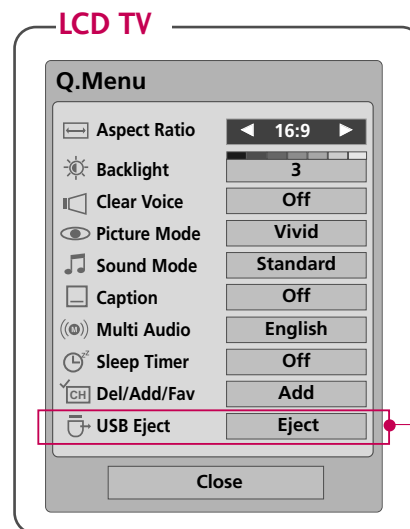 LCD TV
Q.Menu
Aspect Ratio ◄ 16:9 ►
Backlight 3
Clear Voice Off
Picture Mode Vivid
Sound Mode Standard
Caption Off
Multi Audio English
Sleep Timer Off
Del/Add/Fav Add
USB Eject Eject
Close